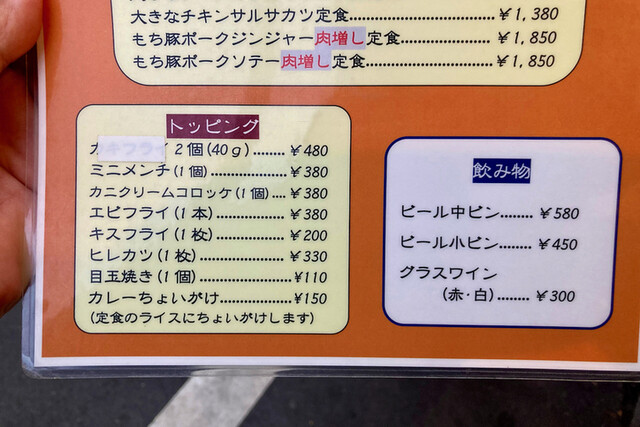 大きなチキンサルサカツ定食....................¥1,380
もち豚ポークジンジャー肉増し定食..............¥1,850
もち豚ポークソテー肉増し定食....................¥1,850
トッピング
カキフライ 2個(40g)........¥480
ミニメンチ(1個)....................¥380
カニクリームコロッケ(1個)....¥380
エビフライ(1本)....................¥380
キスフライ(1枚)....................¥200
ヒレカツ(1枚)........................¥330
目玉焼き(1個)........................¥110
カレーちょいがけ....................¥150
(定食のライスにちょいがけします)
飲み物
ビール中ビン........¥580
ビール小ビン........¥450
グラスワイン
(赤・白)........¥300